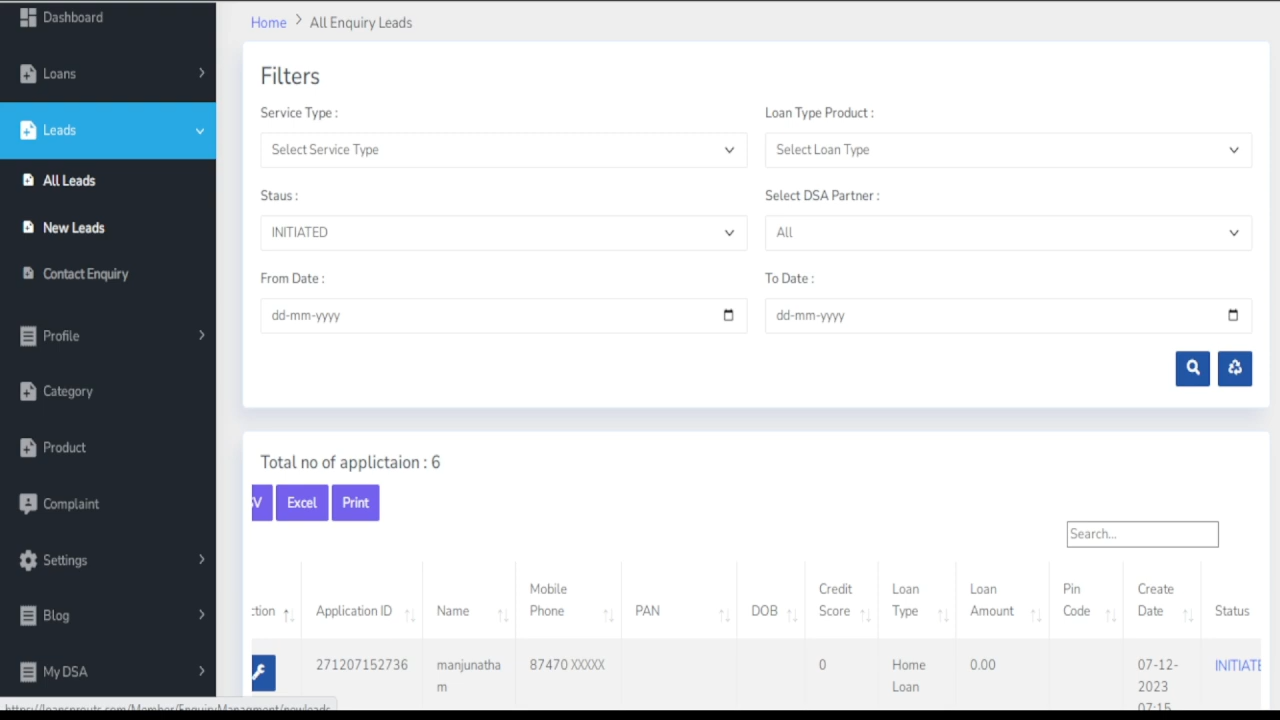 Dashboard
Loans
Leads
All Leads
New Leads
Contact Enquiry
Profile
Category
Product
Complaint
Settings
Blog
My DSA
Home > All Enquiry Leads
Filters
Service Type :
Loan Type Product :
Select Service Type
Select Loan Type
Staus :
Select DSA Partner :
INITIATED
All
From Date :
To Date :
dd-mm-yyyy
dd-mm-yyyy
Total no of applictaion : 6
Excel
Print
Search...
ction
Application ID
Name
Mobile
Phone
PAN
DOB
Credit
Score
Loan
Type
Loan
Amount
Pin
Code
Create
Date
Status
271207152736
manjunatha
m
87470 XXXXX
0
Home
Loan
0.00
07-12-
2023
07:15
INITIATE